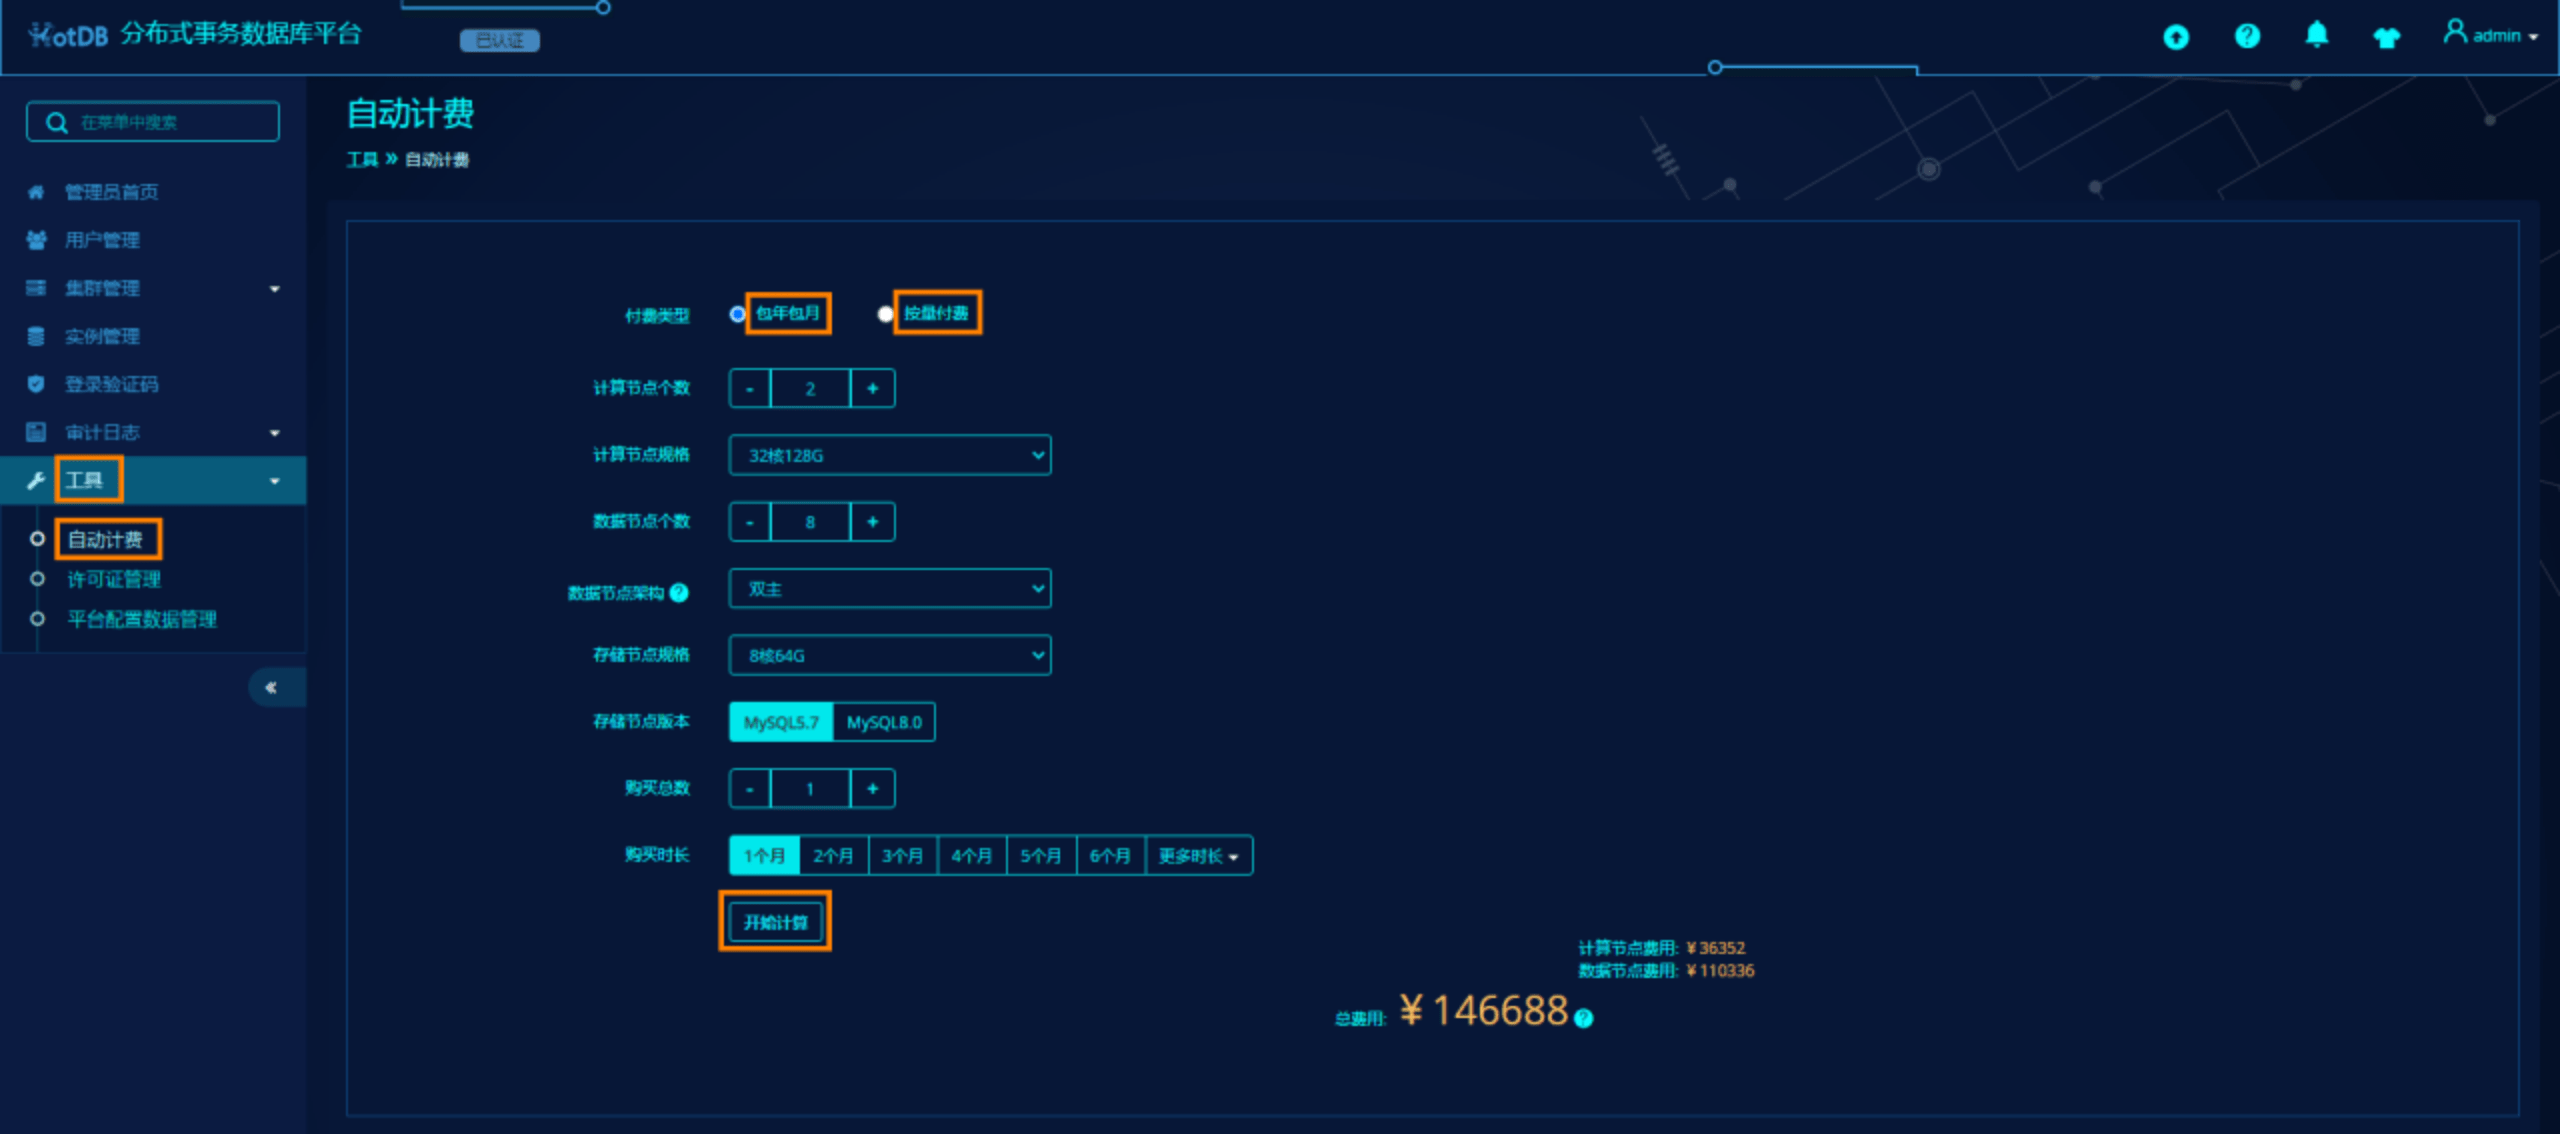 HotDB 分布式事务数据库平台
已认证
admin
在菜单中搜索
管理员首页
用户管理
集群管理
实例管理
登录验证码
审计日志
工具
自动计费
许可证管理
平台配置数据管理
自动计费
工具 » 自动计费
付费类型 包年包月 按量付费
计算节点个数 - 2 +
计算节点规格 32核128G
数据节点个数 - 8 +
数据节点架构 ? 双主
存储节点规格 8核64G
存储节点版本 MySQL5.7 MySQL8.0
购买总数 - 1 +
购买时长 1个月 2个月 3个月 4个月 5个月 6个月 更多时长
开始计算
计算节点费用: ¥36352
数据节点费用: ¥110336
总费用: ¥146688 ?